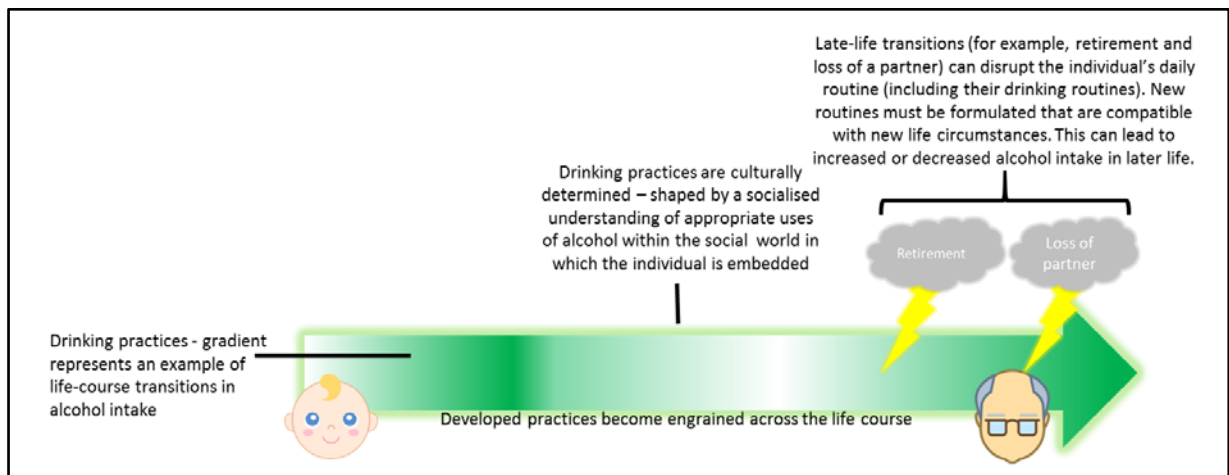 Late-life transitions (for example, retirement and
loss of a partner) can disrupt the individual's daily
routine (including their drinking routines). New
routines must be formulated that are compatible
with new life circumstances. This can lead to
increased or decreased alcohol intake in later life.
Drinking practices are culturally
determined – shaped by a socialised
understanding of appropriate uses
of alcohol within the social world in
which the individual is embedded
Retirement
Loss of
partner
Drinking practices - gradient
represents an example of
life-course transitions in
alcohol intake
Developed practices become engrained across the life course